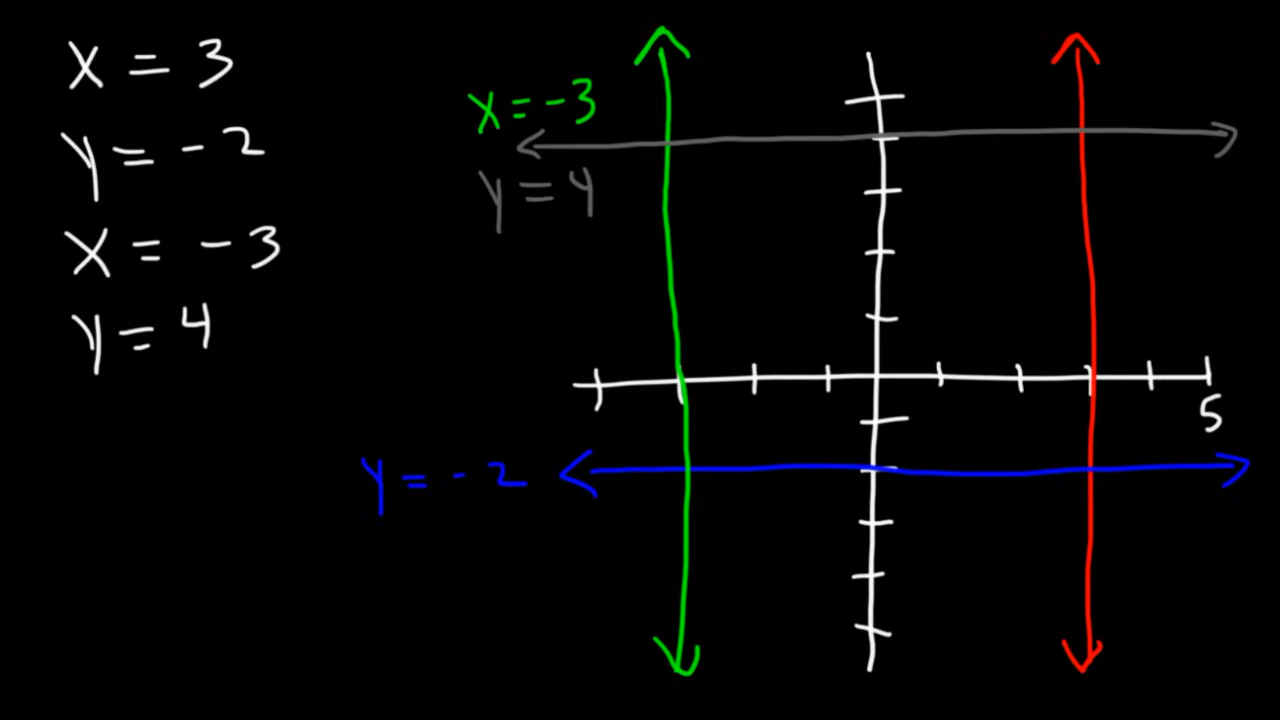 x = 3
y = -2
x = -3
y = 4
x = -3
y = 4
5
y = -2